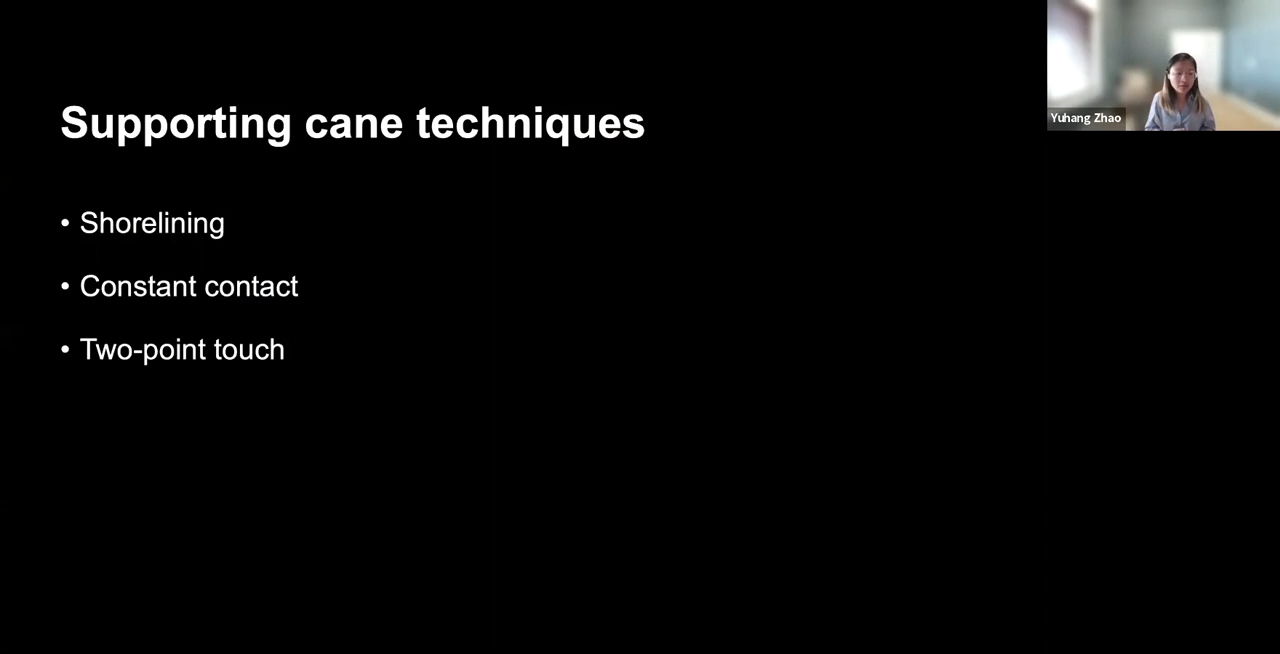 Supporting cane techniques
• Shorelining
• Constant contact
• Two-point touch
Yuhang Zhao